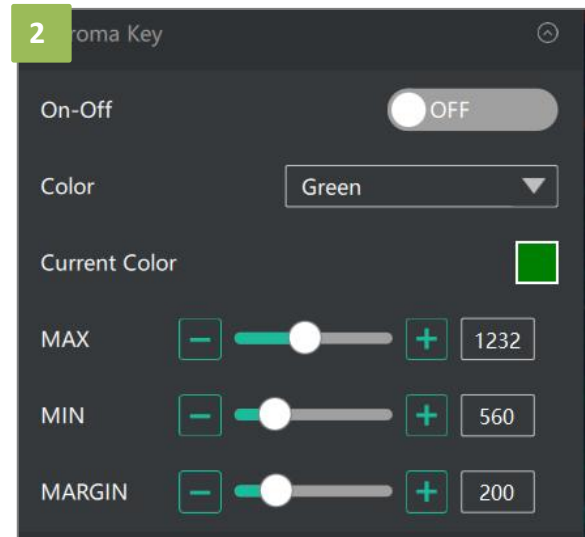 2
roma Key
On-Off OFF
Color Green
Current Color
MAX 1232
MIN 560
MARGIN 200